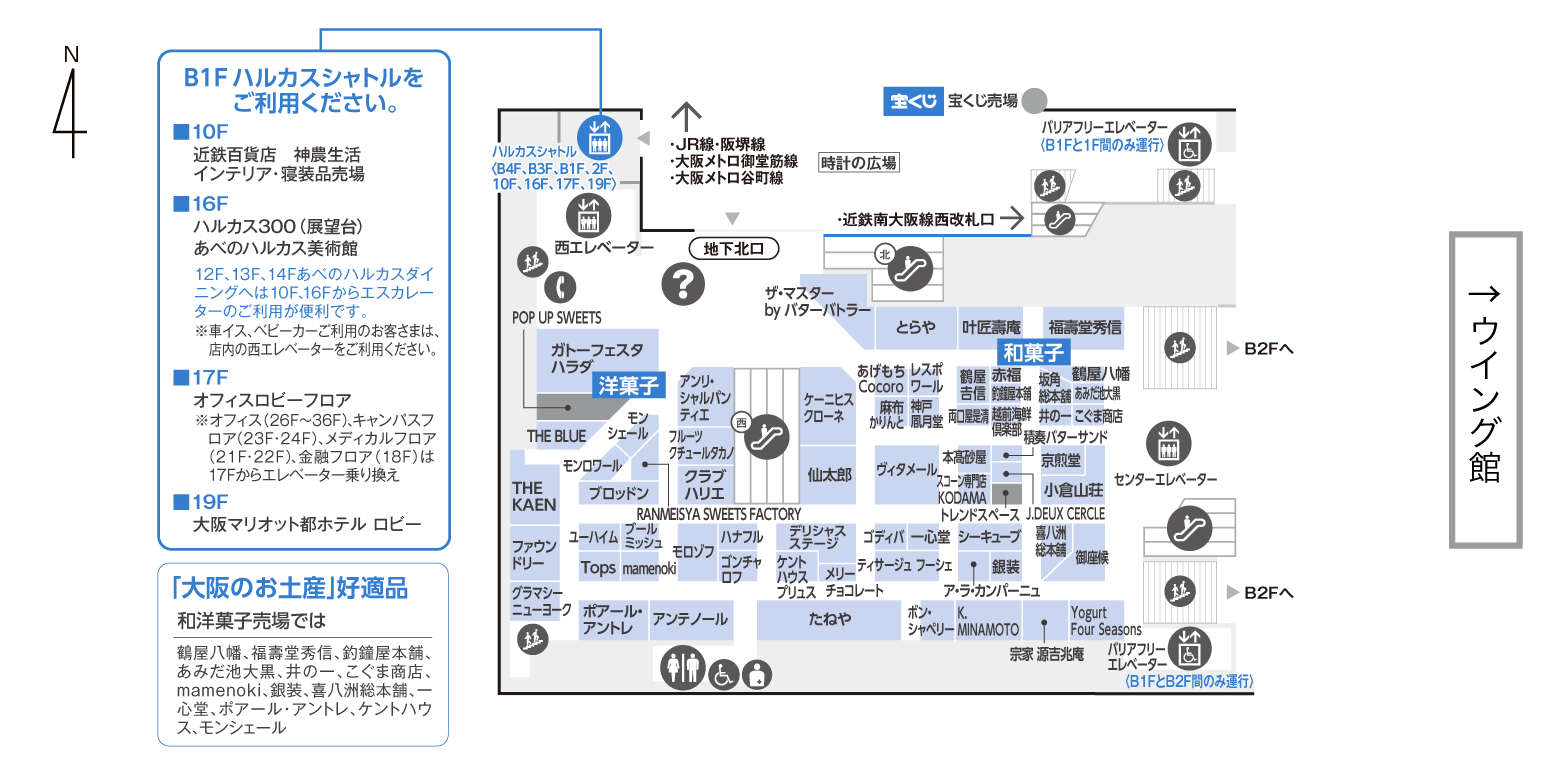 N
B1F ハルカスシャトルを
ご利用ください。
■10F
近鉄百貨店　神農生活
インテリア・寝装品売場
■16F
ハルカス300（展望台）
あべのハルカス美術館
12F、13F、14Fあべのハルカスダイ
ニングへは10F、16Fからエスカレー
ターのご利用が便利です。
※車イス、ベビーカーご利用のお客さまは、
店内の西エレベーターをご利用ください。
■17F
オフィスロビーフロア
※オフィス（26F〜36F）、キャンパスフ
ロア（23F・24F）、メディカルフロア
（21F・22F）、金融フロア（18F）は
17Fからエレベーター乗り換え
■19F
大阪マリオット都ホテル ロビー
「大阪のお土産」好適品
和洋菓子売場では
鶴屋八幡、福壽堂秀信、釣鐘屋本舗、
あみだ池大黒、井の一、こぐま商店、
mamenoki、銀装、喜八洲総本舗、一
心堂、ポアール・アントレ、ケントハウ
ス、モンシェール
ハルカスシャトル
〈B4F、B3F、B1F、2F、
10F、16F、17F、19F〉
・JR線・阪堺線
・大阪メトロ御堂筋線
・大阪メトロ谷町線
時計の広場
宝くじ 宝くじ売場
バリアフリーエレベーター
〈B1Fと1F間のみ運行〉
・近鉄南大阪線西改札口→
西エレベーター
地下北口
北
?
ザ・マスター
by バターバトラー
とらや
叶匠壽庵
福壽堂秀信
和菓子
B2Fへ
POP UP SWEETS
ガトーフェスタ
ハラダ
洋菓子
THE BLUE
モン
シェール
モンロワール
ブロッドン
アンリ・
シャルパン
ティエ
フルーツ
クチュールタカノ
クラブ
ハリエ
RANMEISYA SWEETS FACTORY
西
ケーニヒス
クローネ
仙太郎
あげもち
Cocoro
レスポ
ワール
麻布
かりんと
神戸
風月堂
ヴィタメール
鶴屋
吉信
赤福
釣鐘屋本舗
両口屋是清
越前海鮮
倶楽部
坂角
総本舖
鶴屋八幡
あみだ池大黒
井の一
こぐま商店
積奏バターサンド
本髙砂屋
スコーン専門店
KODAMA
トレンドスペース
京煎堂
小倉山荘
J.DEUX CERCLE
センターエレベーター
THE
KAEN
ファウン
ドリー
グラマシー
ニューヨーク
ユーハイム
ブール
ミッシュ
Tops
mamenoki
モロゾフ
ハナフル
ゴンチャ
ロフ
デリシャス
ステージ
ケント
ハウス
プリュス
メリー
チョコレート
ゴディバ
一心堂
ティサージュ
フーシェ
シーキューブ
銀装
ア・ラ・カンパーニュ
喜八洲
総本舗
御座候
B2Fへ
ポアール・
アントレ
アンテノール
たねや
ボン・
シャペリー
K.
MINAMOTO
宗家 源吉兆庵
Yogurt
Four Seasons
バリアフリー
エレベーター
〈B1FとB2F間のみ運行〉
→ウイング館